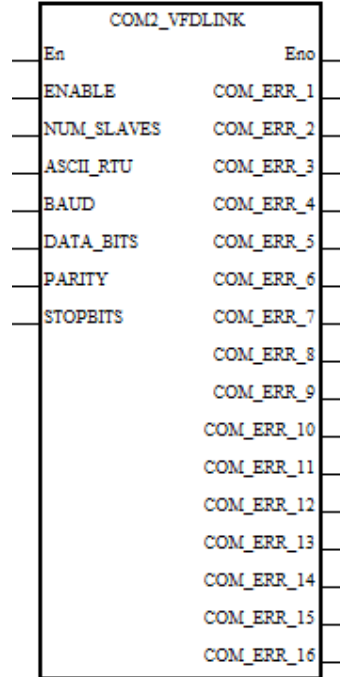 COM2_VFDLINK
En Eno
ENABLE COM_ERR_1
NUM_SLAVES COM_ERR_2
ASCII_RTU COM_ERR_3
BAUD COM_ERR_4
DATA_BITS COM_ERR_5
PARITY COM_ERR_6
STOPBITS COM_ERR_7
COM_ERR_8
COM_ERR_9
COM_ERR_10
COM_ERR_11
COM_ERR_12
COM_ERR_13
COM_ERR_14
COM_ERR_15
COM_ERR_16